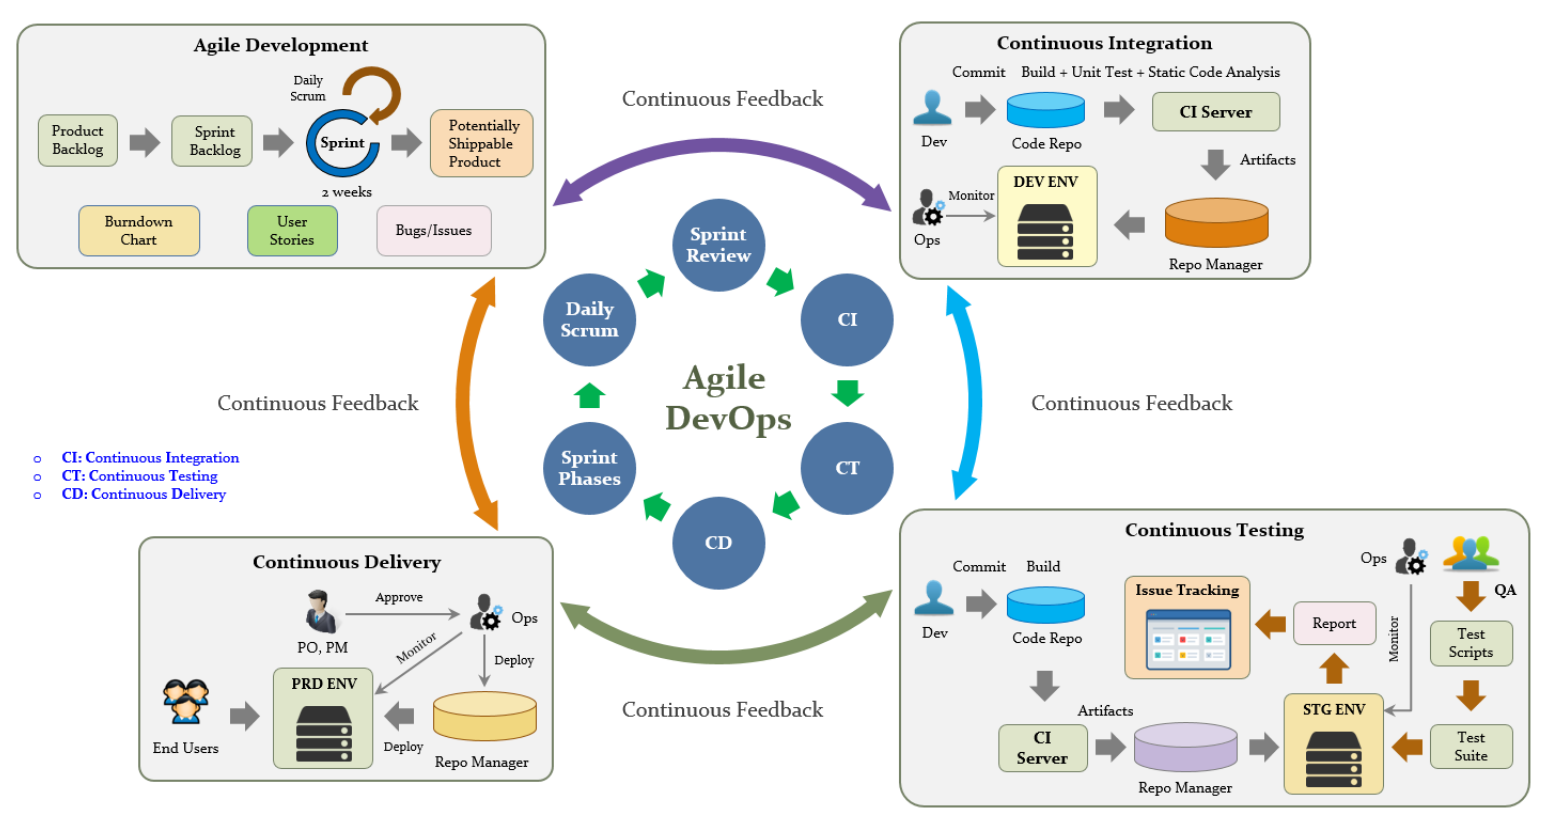 Agile Development
Daily
Scrum
Product
Backlog
Sprint
Backlog
Sprint
Potentially
Shippable
Product
2 weeks
Burndown
Chart
User
Stories
Bugs/Issues
Continuous Feedback
Continuous Integration
Commit
Build + Unit Test + Static Code Analysis
Dev
Code Repo
CI Server
Artifacts
DEV ENV
Monitor
Ops
Repo Manager
Sprint
Review
Daily
Scrum
CI
Agile
DevOps
Sprint
Phases
CT
CD
Continuous Feedback
Continuous Feedback
o CI: Continuous Integration
o CT: Continuous Testing
o CD: Continuous Delivery
Continuous Delivery
Approve
Ops
PO, PM
Monitor
Deploy
PRD ENV
End Users
Deploy
Repo Manager
Continuous Feedback
Continuous Testing
Commit
Build
Dev
Code Repo
Issue Tracking
Report
Ops
QA
Monitor
Test
Scripts
Artifacts
CI
Server
Repo Manager
STG ENV
Test
Suite